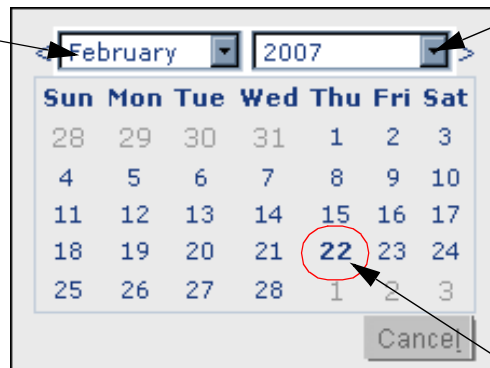 < February 2007 >
Sun Mon Tue Wed Thu Fri Sat
28 29 30 31 1 2 3
4 5 6 7 8 9 10
11 12 13 14 15 16 17
18 19 20 21 22 23 24
25 26 27 28 1 2 3
Cancel